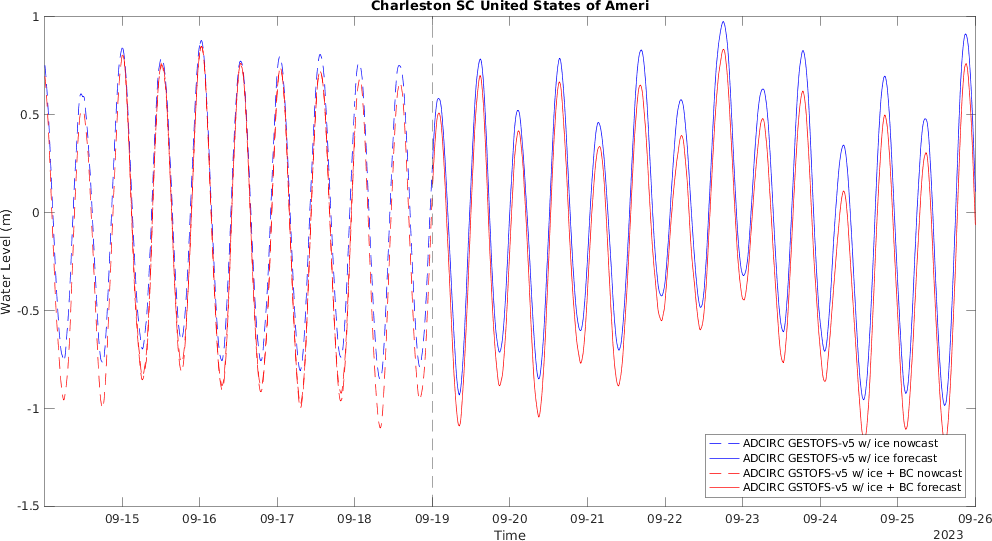 Charleston SC United States of Ameri
Water Level (m)
1
0.5
0
-0.5
-1
-1.5
ADCIRC GESTOFS-v5 w/ ice nowcast
ADCIRC GESTOFS-v5 w/ ice forecast
ADCIRC GSTOFS-v5 w/ ice + BC nowcast
ADCIRC GSTOFS-v5 w/ ice + BC forecast
09-15 09-16 09-17 09-18 09-19 09-20 09-21 09-22 09-23 09-24 09-25 09-26
Time
2023